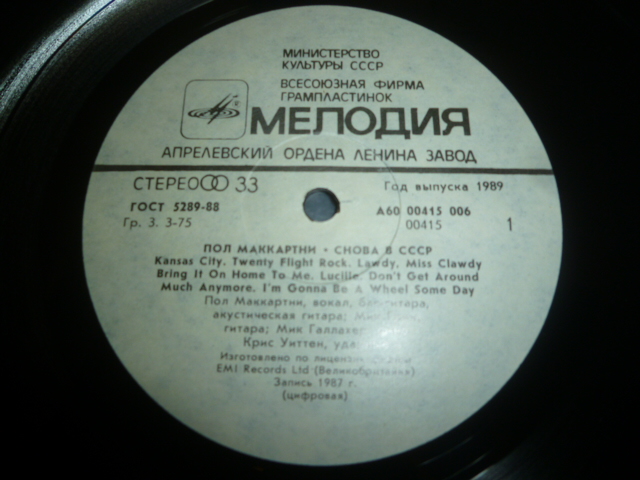 МИНИСТЕРСТВО
КУЛЬТУРЫ СССР
ВСЕСОЮЗНАЯ ФИРМА
ГРАМПЛАСТИНОК
МЕЛОДИЯ
АПРЕЛЕВСКИЙ ОРДЕНА ЛЕНИНА ЗАВОД
СТЕРЕО 33 Год выпуска 1989
ГОСТ 5289-88 А60 00415 006
Гр. 3. 3-75 00415 1
ПОЛ МАККАРТНИ • СНОВА В СССР
Kansas City. Twenty Flight Rock. Lawdy, Miss Clawdy
Bring It On Home To Me. Lucille. Don't Get Around
Much Anymore. I'm Gonna Be A Wheel Some Day
Пол Маккартни, вокал, бас-гитара,
акустическая гитара; Мик
гитара; Мик Галлахер
Крис Уиттен,
Изготовлено по лицензии
EMI Records Ltd (Великобритания)
Запись 1987 г.
(цифровая)